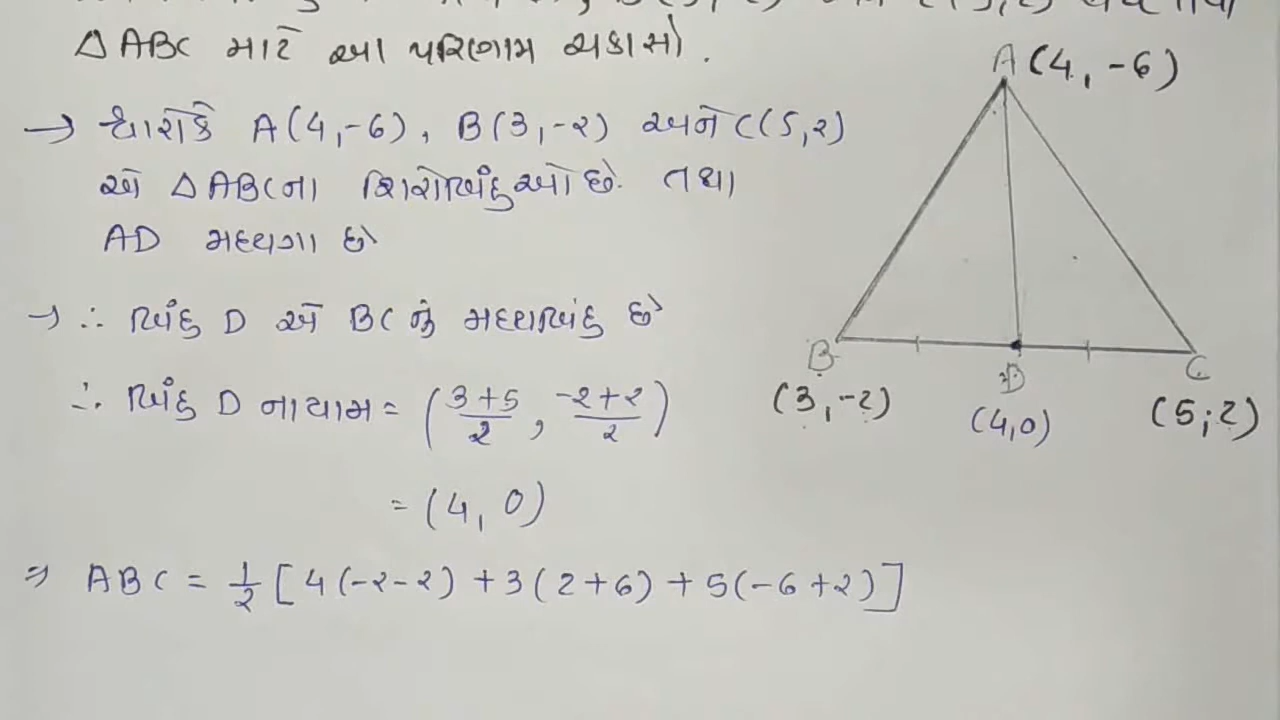 △ABC માટે આ પરિણામ ચકાસો.
→ ધારોકે A(4,-6), B(3,-2) અને C(5,2)
એ △ABCના શિરોબિંદુઓ છે. તથા
AD મધ્યગા છે
→ ∴ બિંદુ D એ BC નું મધ્યબિંદુ છે
∴ બિંદુ D ના યામ = (3+5/2, -2+2/2)
= (4, 0)
⇒ ABC = 1/2 [4(-2-2) +3(2+6) +5(-6+2)]
A (4, -6)
B D C
(3,-2) (4,0) (5,2)